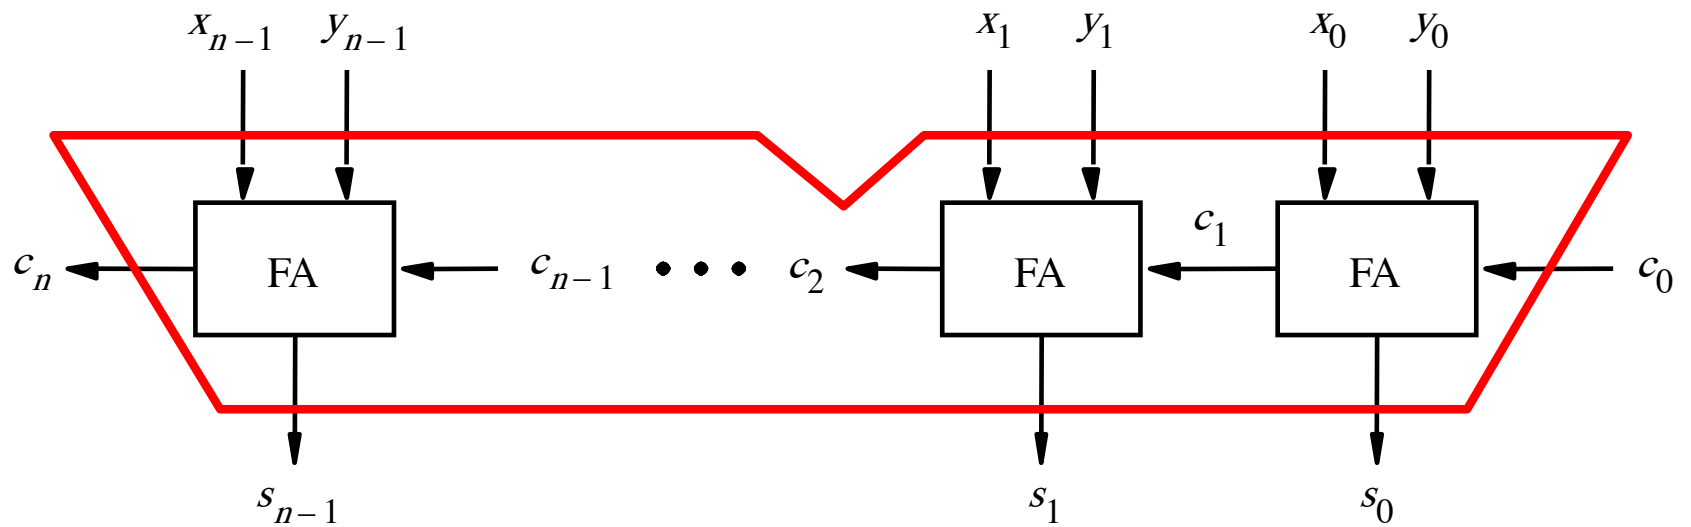 xₙ₋₁ yₙ₋₁ x₁ y₁ x₀ y₀
c₁
cₙ FA cₙ₋₁ • • • c₂ FA FA c₀
sₙ₋₁ s₁ s₀